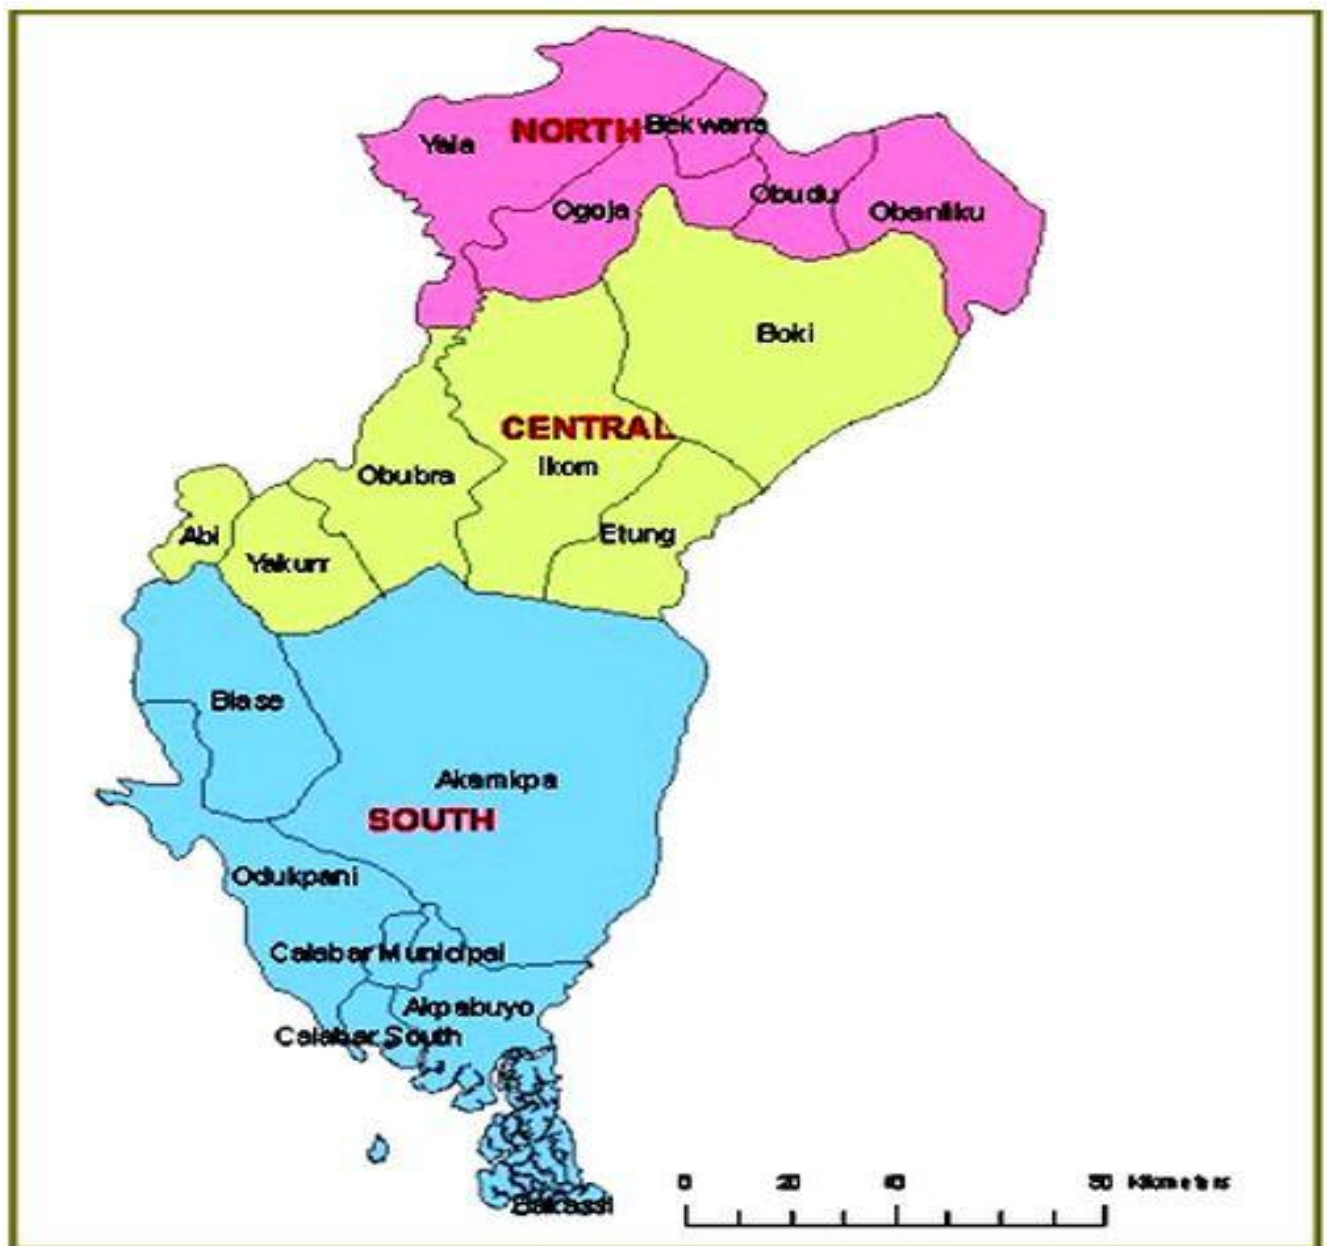 NORTH
Bekwarra
Yala
Obudu
Ogoja
Obanliku
Boki
CENTRAL
Ikom
Obubra
Etung
Abi
Yakurr
Biase
Akamkpa
SOUTH
Odukpani
Calabar Municipal
Akpabuyo
Calabar South
Bakassi
0 20 40 80 Kilometers